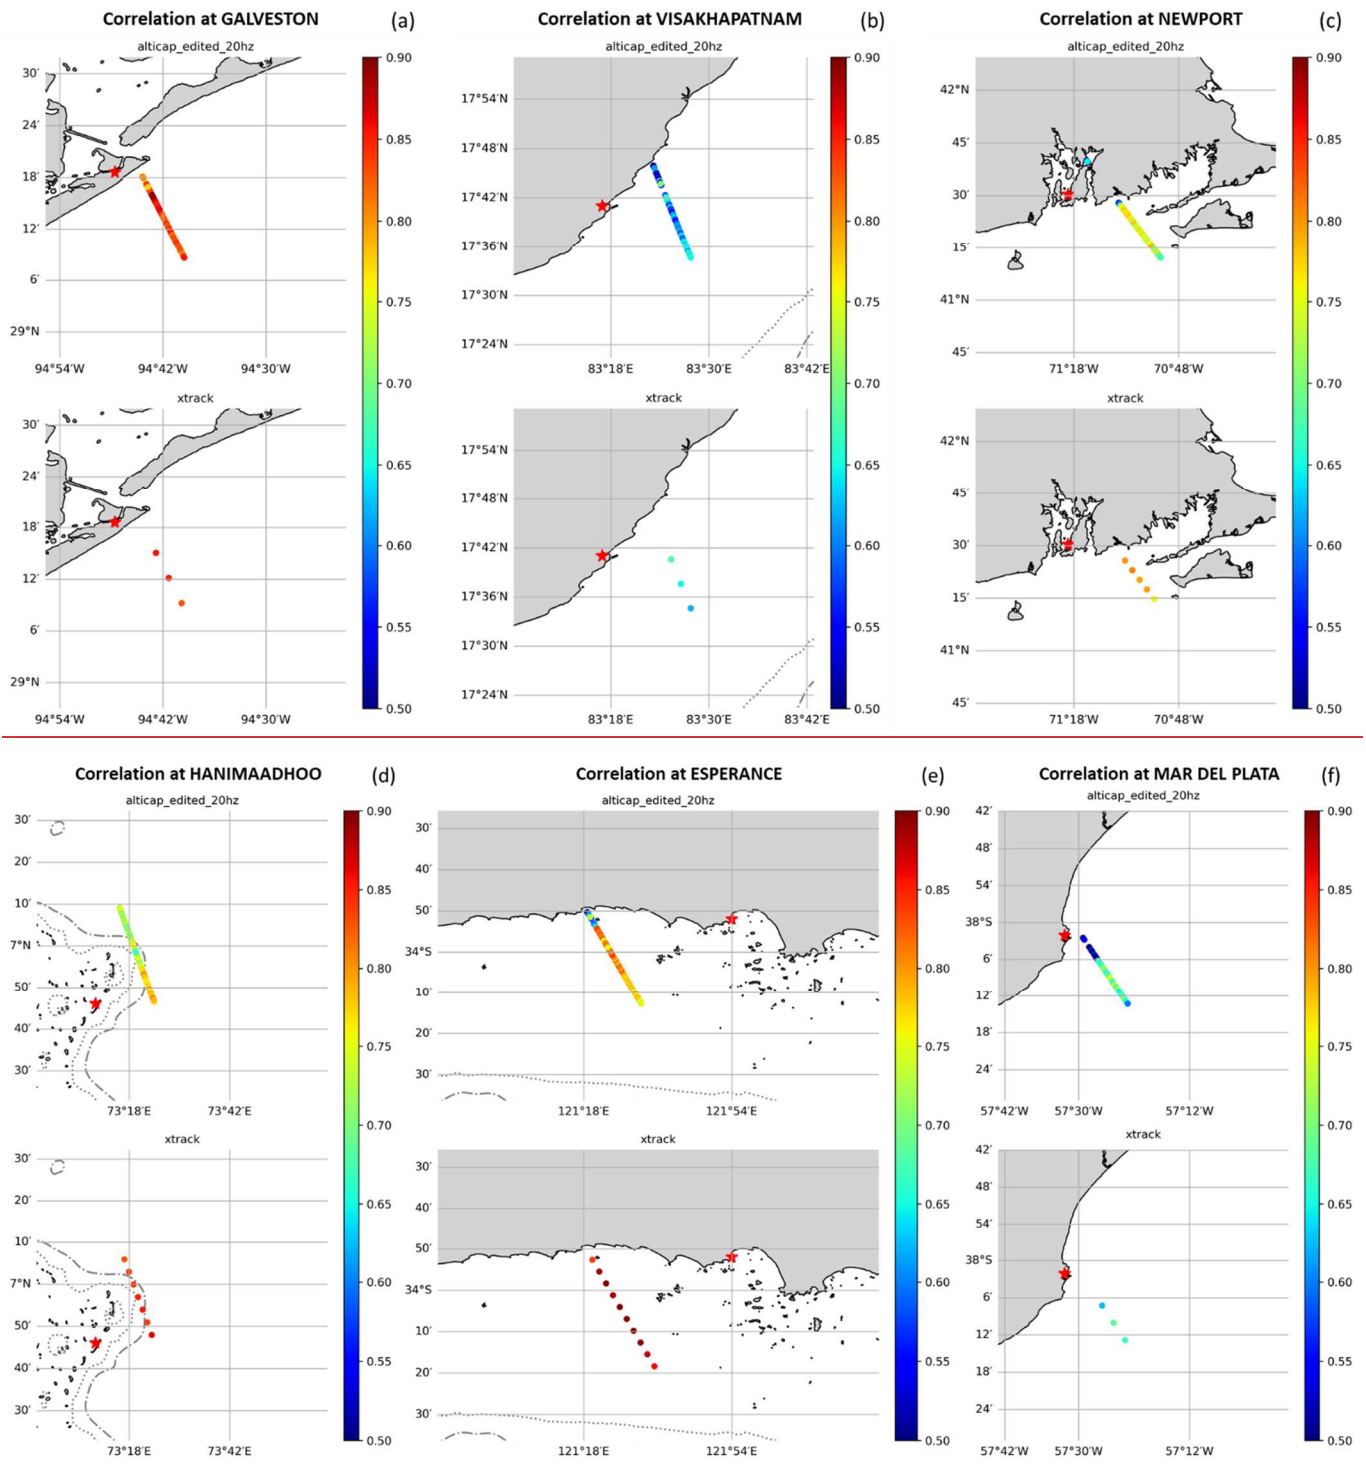 Correlation at GALVESTON (a)
alticap_edited_20hz
30′
24′
18′
12′
6′
29°N
94°54′W 94°42′W 94°30′W
0.90
0.85
0.80
0.75
0.70
0.65
0.60
0.55
0.50
xtrack
30′
24′
18′
12′
6′
29°N
94°54′W 94°42′W 94°30′W
Correlation at VISAKHAPATNAM (b)
alticap_edited_20hz
17°54′N
17°48′N
17°42′N
17°36′N
17°30′N
17°24′N
83°18′E 83°30′E 83°42′E
0.90
0.85
0.80
0.75
0.70
0.65
0.60
0.55
0.50
xtrack
17°54′N
17°48′N
17°42′N
17°36′N
17°30′N
17°24′N
83°18′E 83°30′E 83°42′E
Correlation at NEWPORT (c)
alticap_edited_20hz
42°N
45′
30′
15′
41°N
45′
71°18′W 70°48′W
0.90
0.85
0.80
0.75
0.70
0.65
0.60
0.55
0.50
xtrack
42°N
45′
30′
15′
41°N
45′
71°18′W 70°48′W
Correlation at HANIMAADHOO (d)
alticap_edited_20hz
30′
20′
10′
7°N
50′
40′
30′
73°18′E 73°42′E
0.90
0.85
0.80
0.75
0.70
0.65
0.60
0.55
0.50
xtrack
30′
20′
10′
7°N
50′
40′
30′
73°18′E 73°42′E
Correlation at ESPERANCE (e)
alticap_edited_20hz
30′
40′
50′
34°S
10′
20′
30′
121°18′E 121°54′E
0.90
0.85
0.80
0.75
0.70
0.65
0.60
0.55
0.50
xtrack
30′
40′
50′
34°S
10′
20′
30′
121°18′E 121°54′E
Correlation at MAR DEL PLATA (f)
alticap_edited_20hz
42′
48′
54′
38°S
6′
12′
18′
24′
57°42′W 57°30′W 57°12′W
0.90
0.85
0.80
0.75
0.70
0.65
0.60
0.55
0.50
xtrack
42′
48′
54′
38°S
6′
12′
18′
24′
57°42′W 57°30′W 57°12′W